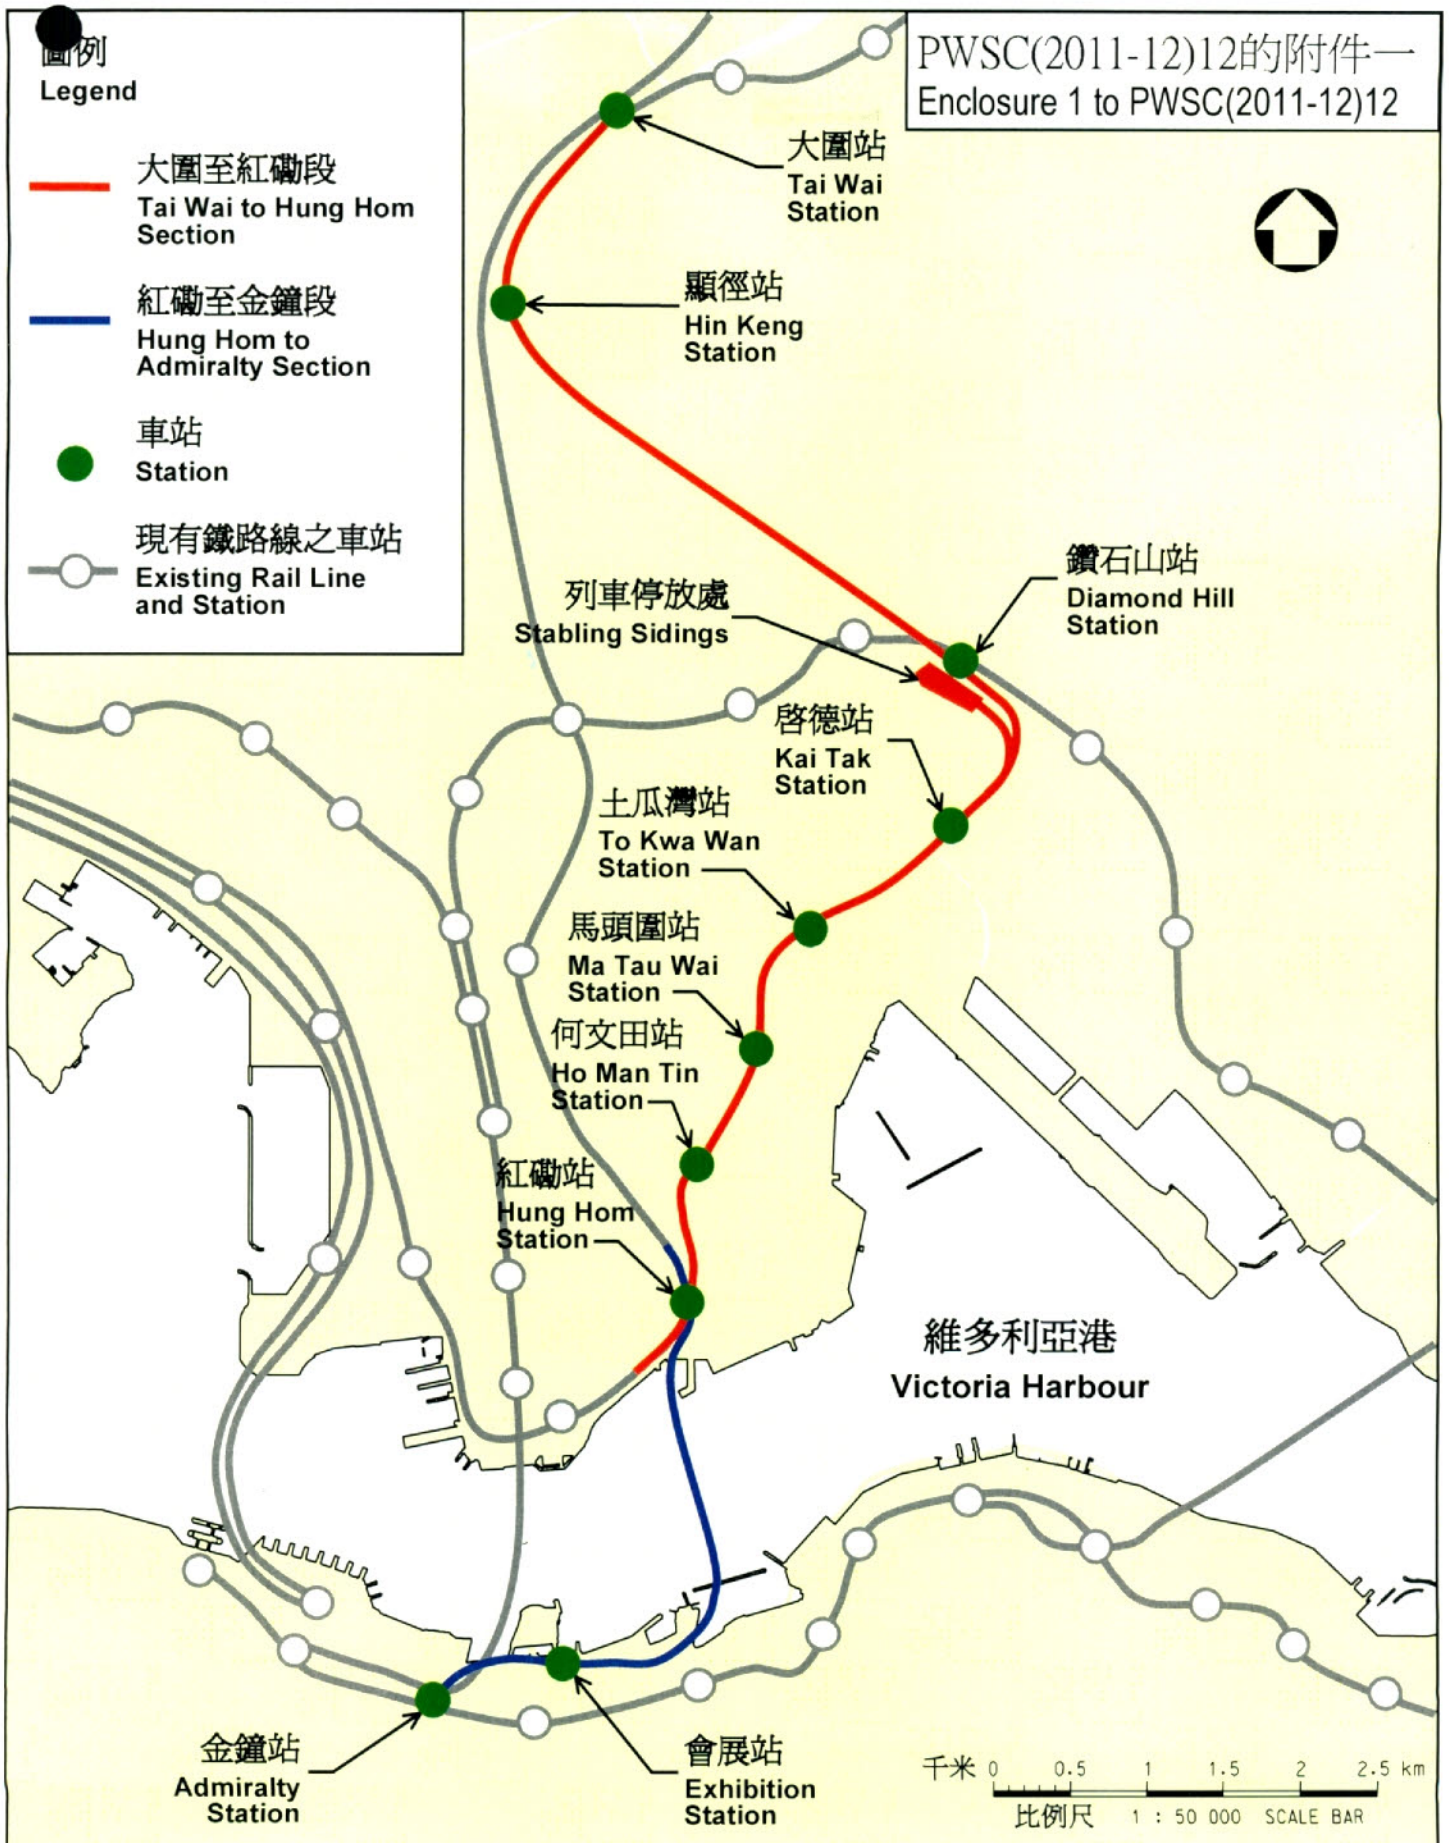 圖例
Legend
大圍至紅磡段
Tai Wai to Hung Hom
Section
紅磡至金鐘段
Hung Hom to
Admiralty Section
車站
Station
現有鐵路線之車站
Existing Rail Line
and Station
PWSC(2011-12)12的附件一
Enclosure 1 to PWSC(2011-12)12
大圍站
Tai Wai
Station
顯徑站
Hin Keng
Station
鑽石山站
Diamond Hill
Station
列車停放處
Stabling Sidings
啓德站
Kai Tak
Station
土瓜灣站
To Kwa Wan
Station
馬頭圍站
Ma Tau Wai
Station
何文田站
Ho Man Tin
Station
紅磡站
Hung Hom
Station
維多利亞港
Victoria Harbour
金鐘站
Admiralty
Station
會展站
Exhibition
Station
千米 0 0.5 1 1.5 2 2.5 km
比例尺 1 : 50 000 SCALE BAR